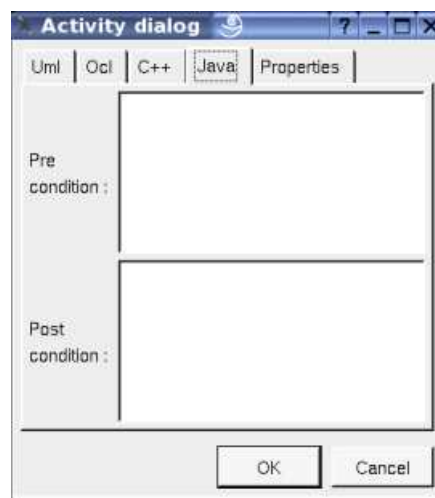 Activity dialog
Uml Ocl C++ Java Properties
Pre
condition :
Post
condition :
OK Cancel